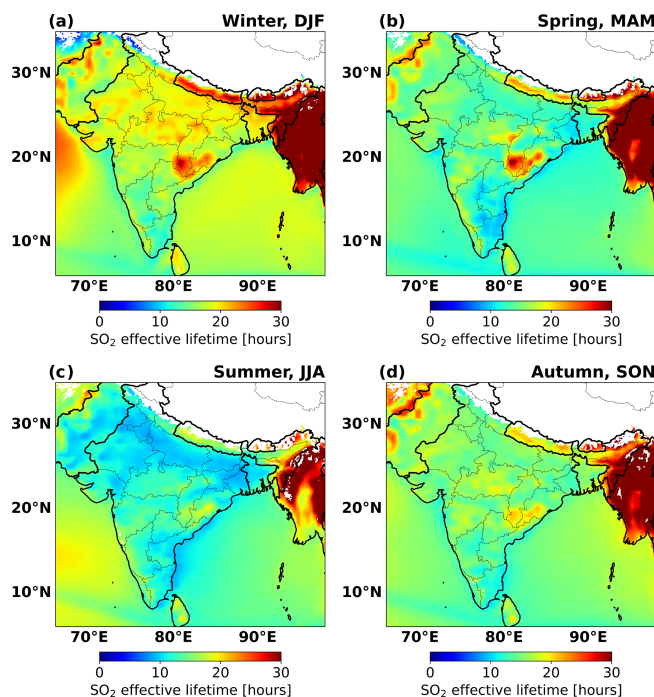 (a) Winter, DJF
(b) Spring, MAM
30°N
20°N
10°N
30°N
20°N
10°N
70°E 80°E 90°E
70°E 80°E 90°E
0 10 20 30
SO₂ effective lifetime [hours]
0 10 20 30
SO₂ effective lifetime [hours]
(c) Summer, JJA
(d) Autumn, SON
30°N
20°N
10°N
30°N
20°N
10°N
70°E 80°E 90°E
70°E 80°E 90°E
0 10 20 30
SO₂ effective lifetime [hours]
0 10 20 30
SO₂ effective lifetime [hours]